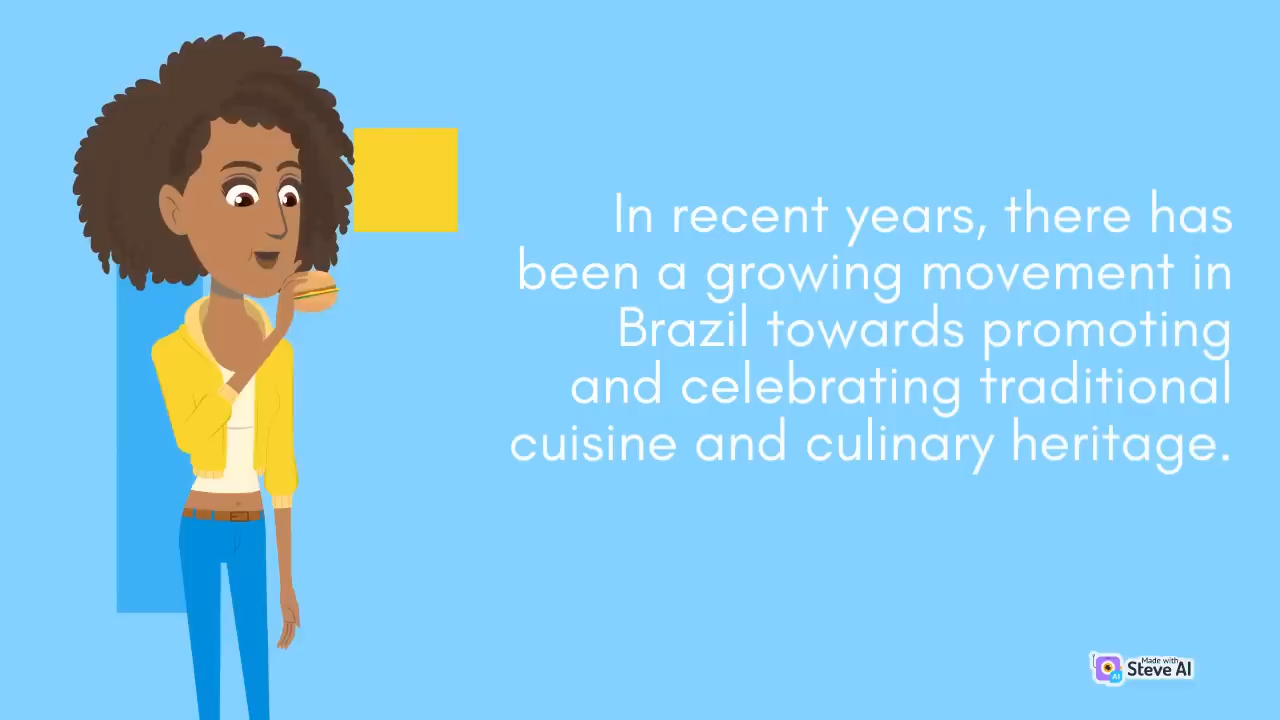 In recent years, there has
been a growing movement in
Brazil towards promoting
and celebrating traditional
cuisine and culinary heritage.
Made with
Steve AI
AI